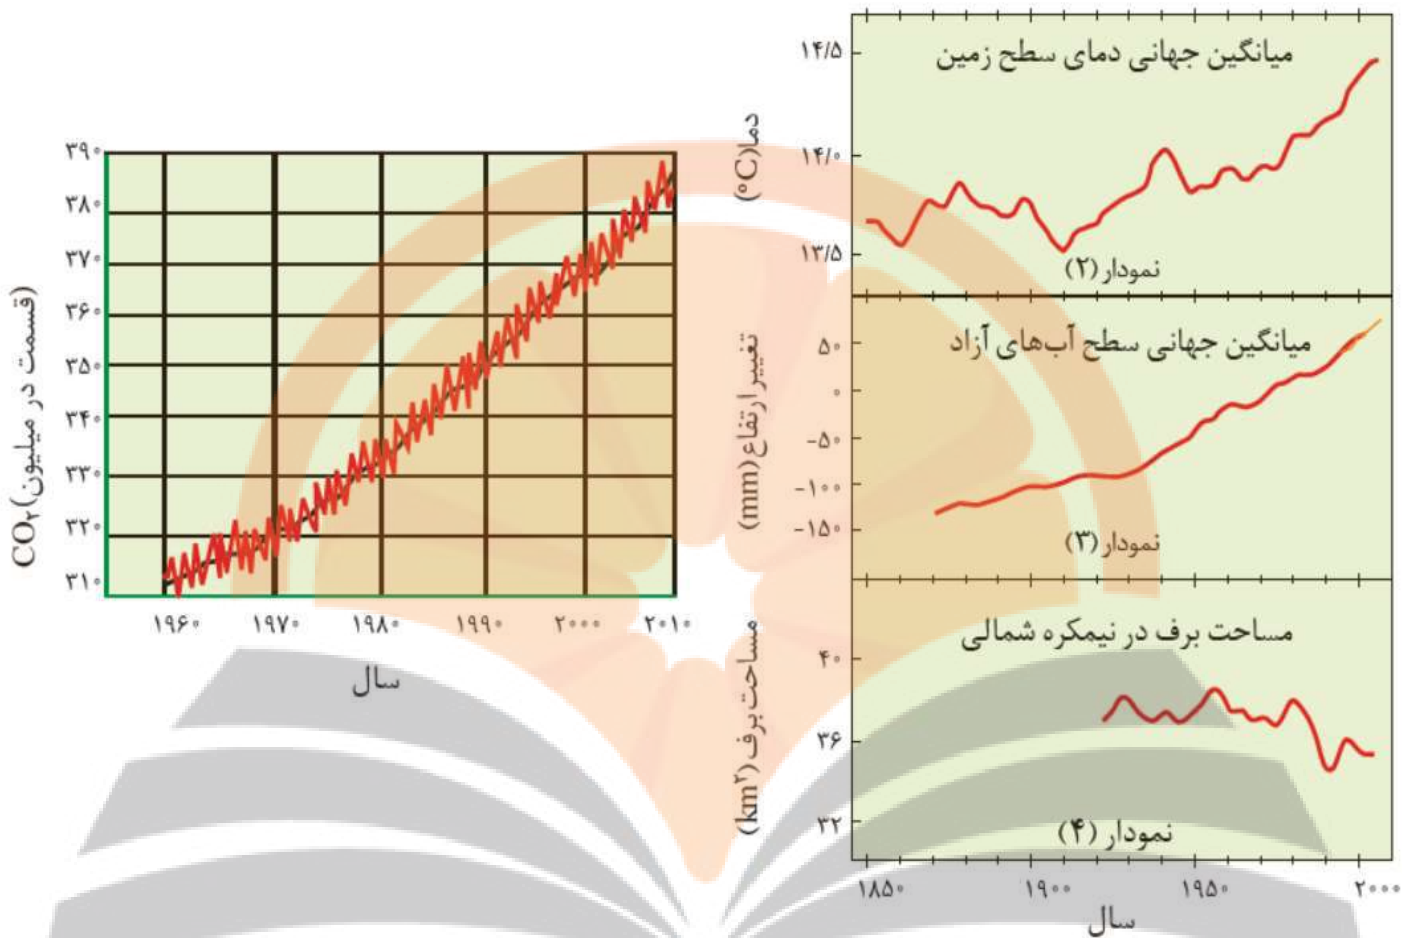 CO₂ (قسمت در میلیون)
۳۹۰
۳۸۰
۳۷۰
۳۶۰
۳۵۰
۳۴۰
۳۳۰
۳۲۰
۳۱۰
۱۹۶۰ ۱۹۷۰ ۱۹۸۰ ۱۹۹۰ ۲۰۰۰ ۲۰۱۰
سال
میانگین جهانی دمای سطح زمین
دما (°C)
۱۴/۵
۱۴/۰
۱۳/۵
نمودار (۲)
میانگین جهانی سطح آب‌های آزاد
تغییر ارتفاع (mm)
۵۰
۰
-۵۰
-۱۰۰
-۱۵۰
نمودار (۳)
مساحت برف در نیمکره شمالی
مساحت برف (km²)
۴۰
۳۶
۳۲
نمودار (۴)
۱۸۵۰ ۱۹۰۰ ۱۹۵۰ ۲۰۰۰
سال